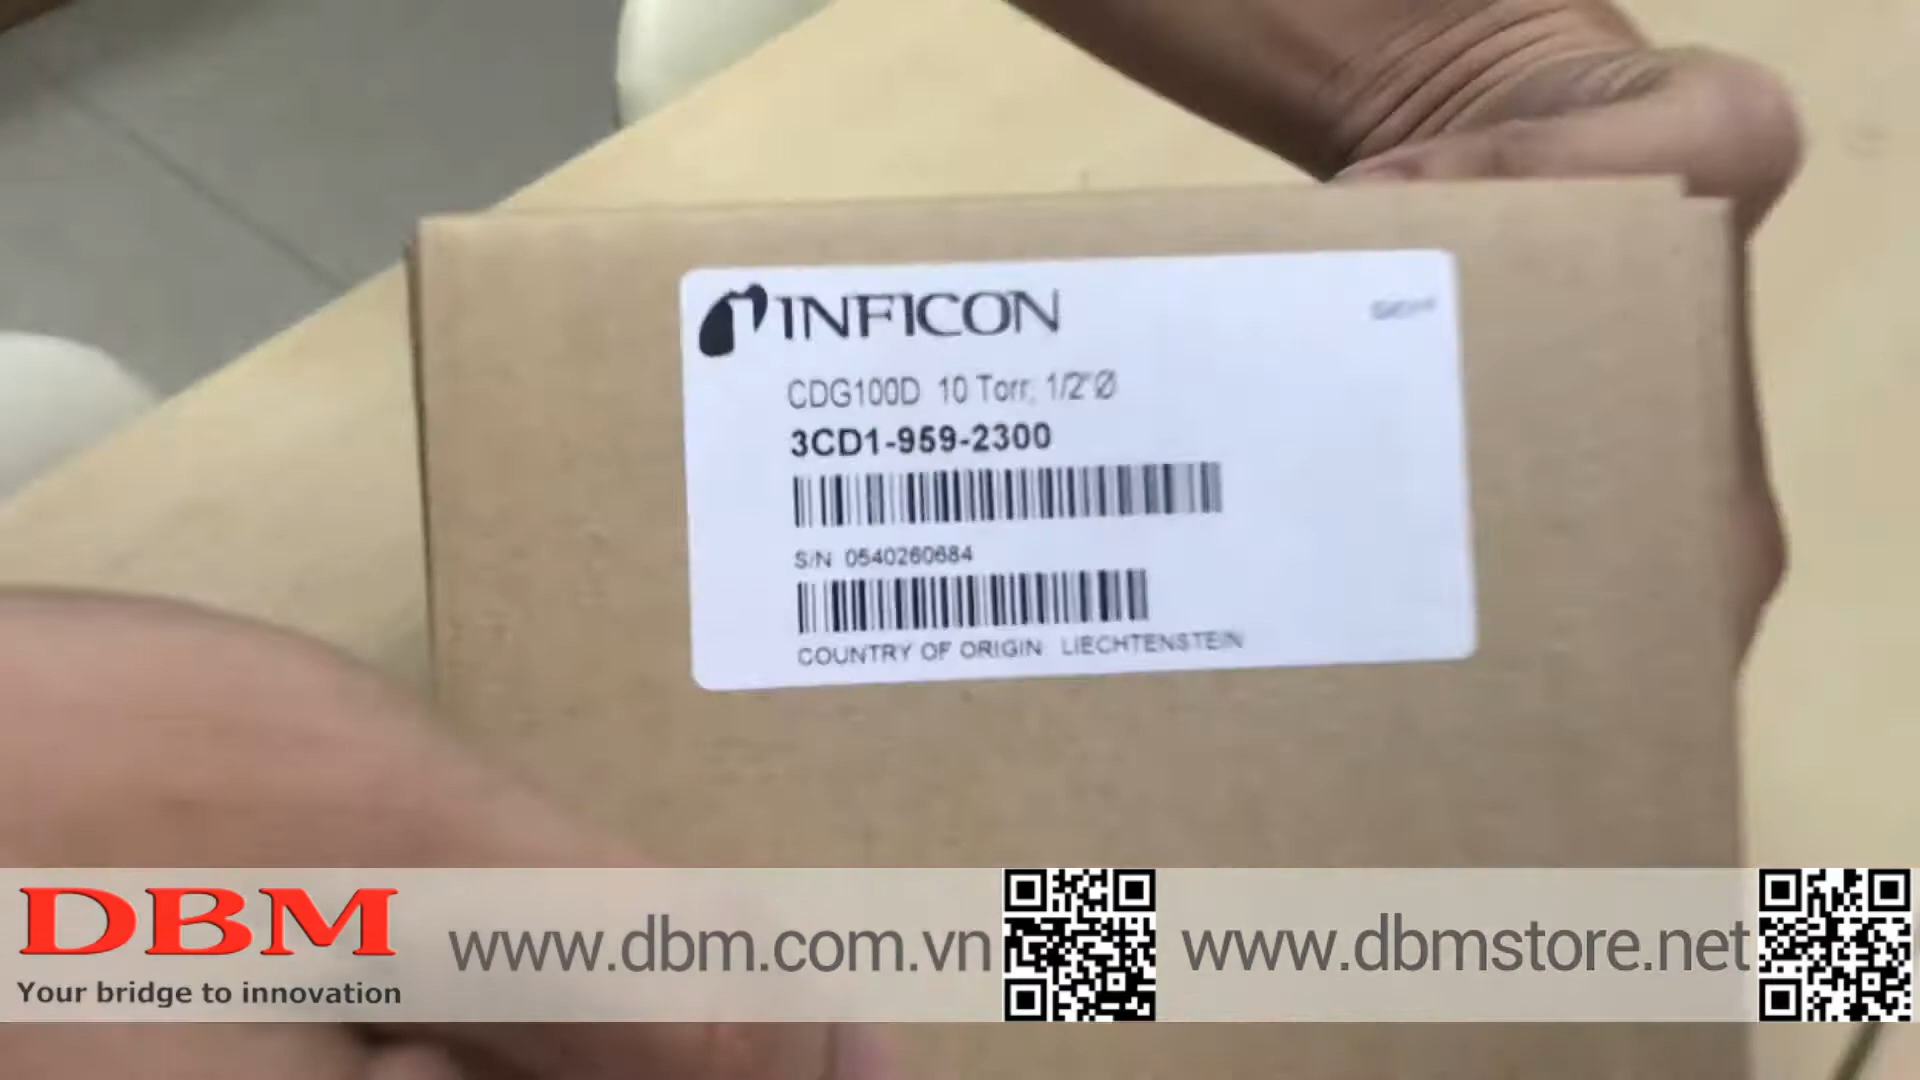 INFICON
CDG100D 10 Torr, 1/2"Ø
3CD1-959-2300
S/N 0540260684
COUNTRY OF ORIGIN LIECHTENSTEIN
DBM
Your bridge to innovation
www.dbm.com.vn
www.dbmstore.net